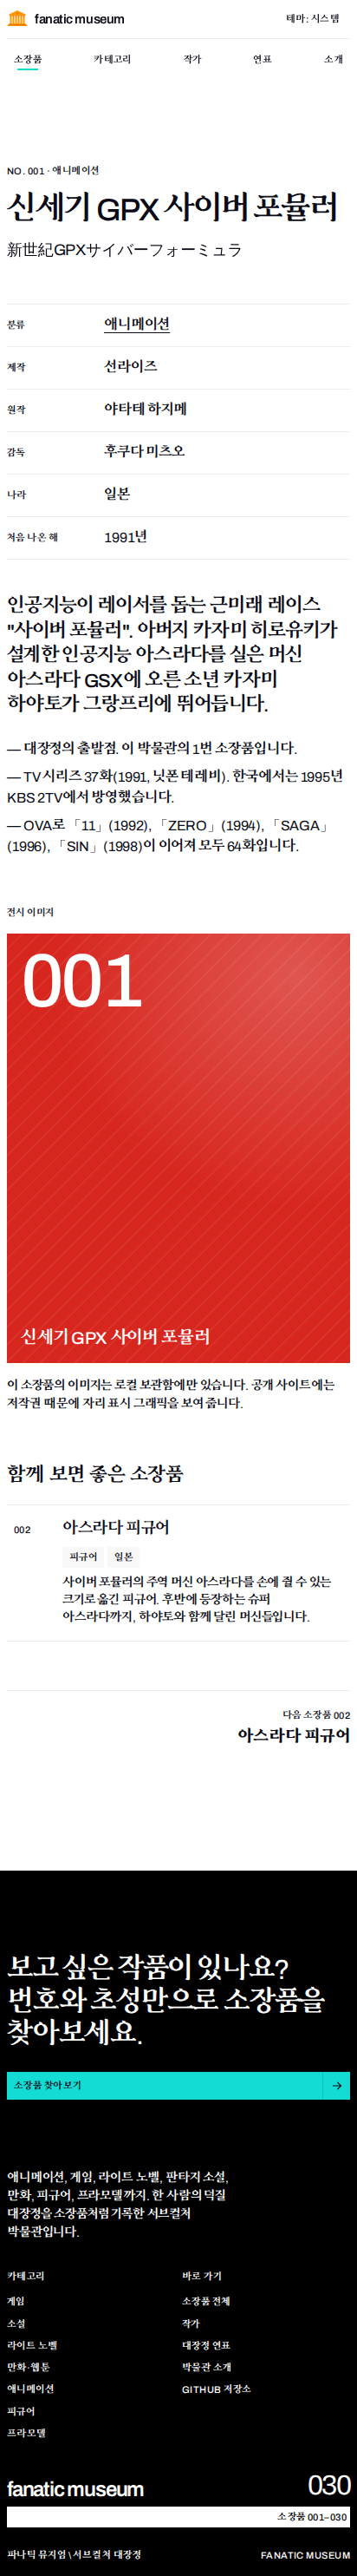 fanatic museum
테마: 시스템
소장품
카테고리
작가
연표
소개
NO. 001 · 애니메이션
신세기 GPX 사이버 포뮬러
新世紀GPXサイバーフォーミュラ
분류
애니메이션
제작
선라이즈
원작
야타테 하지메
감독
후쿠다 미츠오
나라
일본
처음 나온 해
1991년
인공지능이 레이서를 돕는 근미래 레이스
"사이버 포뮬러". 아버지 카자미 히로유키가
설계한 인공지능 아스라다를 실은 머신
아스라다 GSX에 오른 소년 카자미
하야토가 그랑프리에 뛰어듭니다.
— 대장정의 출발점. 이 박물관의 1번 소장품입니다.
— TV 시리즈 37화(1991, 닛폰 테레비). 한국에서는 1995년
KBS 2TV에서 방영했습니다.
— OVA로 「11」(1992), 「ZERO」(1994), 「SAGA」
(1996), 「SIN」(1998)이 이어져 모두 64화입니다.
전시 이미지
001
신세기 GPX 사이버 포뮬러
이 소장품의 이미지는 로컬 보관함에만 있습니다. 공개 사이트에는
저작권 때문에 자리 표시 그래픽을 보여 줍니다.
함께 보면 좋은 소장품
002
아스라다 피규어
피규어
일본
사이버 포뮬러의 주역 머신 아스라다를 손에 쥘 수 있는
크기로 옮긴 피규어. 후반에 등장하는 슈퍼
아스라다까지, 하야토와 함께 달린 머신들입니다.
다음 소장품 002
아스라다 피규어
보고 싶은 작품이 있나요?
번호와 초성만으로 소장품을
찾아보세요.
소장품 찾아보기
애니메이션, 게임, 라이트 노벨, 판타지 소설,
만화, 피규어, 프라모델까지. 한 사람의 덕질
대장정을 소장품처럼 기록한 서브컬처
박물관입니다.
카테고리
바로 가기
게임
소장품 전체
소설
작가
라이트 노벨
대장정 연표
만화·웹툰
박물관 소개
애니메이션
GITHUB 저장소
피규어
프라모델
fanatic museum
030
소장품 001–030
파나틱 뮤지엄 \ 서브컬처 대장정
FANATIC MUSEUM